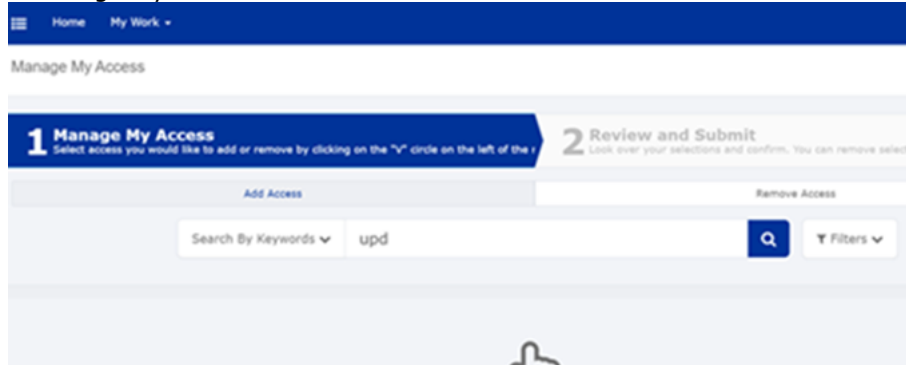 Home My Work
Manage My Access
1 Manage My Access
Select access you would like to add or remove by clicking on the "V" circle on the left of the
2 Review and Submit
Look over your selections and confirm. You can remove selec
Add Access
Remove Access
Search By Keywords upd
Filters